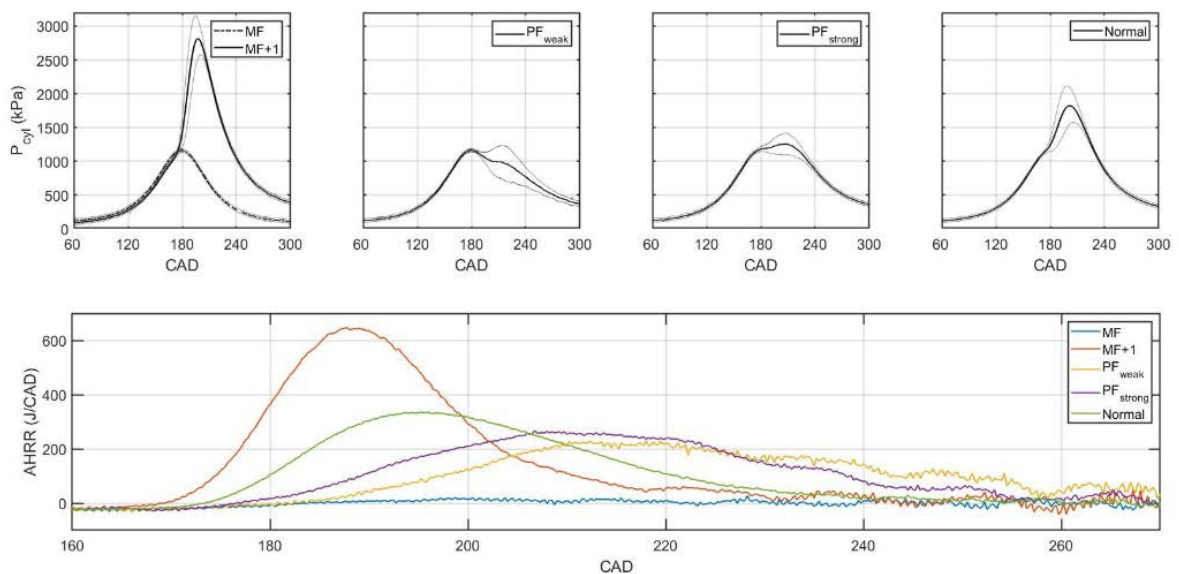 3200
3000
2500
2000
1500
1000
500
0
P_cyl (kPa)
60 120 180 240 300
CAD
MF
MF+1
60 120 180 240 300
CAD
PF_weak
60 120 180 240 300
CAD
PF_strong
60 120 180 240 300
CAD
Normal
600
400
200
0
AHRR (J/CAD)
160 180 200 220 240 260
CAD
MF
MF+1
PF_weak
PF_strong
Normal